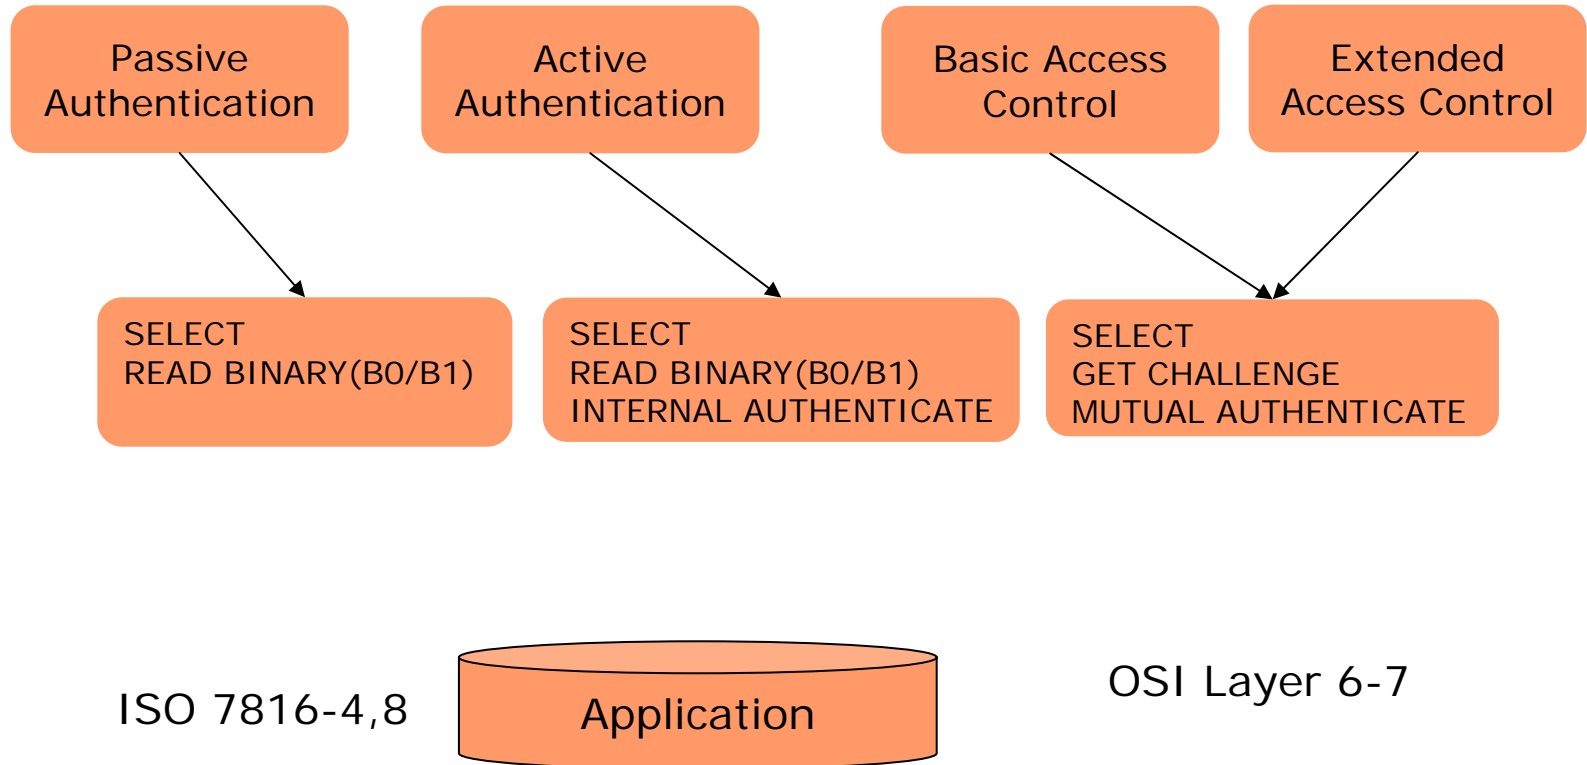 Passive
Authentication
Active
Authentication
Basic Access
Control
Extended
Access Control
SELECT
READ BINARY(B0/B1)
SELECT
READ BINARY(B0/B1)
INTERNAL AUTHENTICATE
SELECT
GET CHALLENGE
MUTUAL AUTHENTICATE
ISO 7816-4,8
Application
OSI Layer 6-7